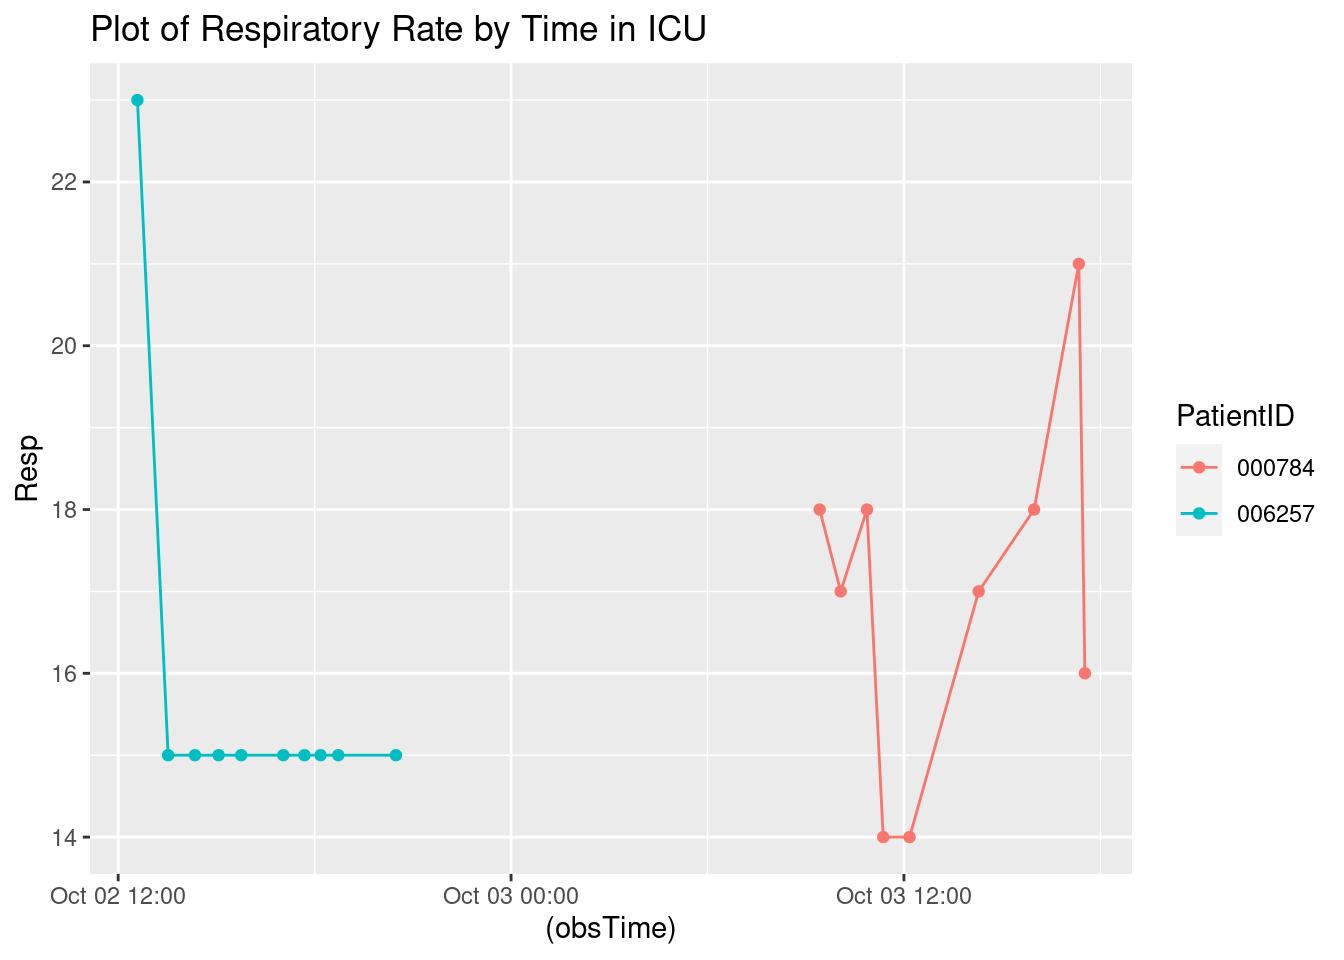 Plot of Respiratory Rate by Time in ICU
Resp
22
20
18
16
14
Oct 02 12:00
Oct 03 00:00
Oct 03 12:00
(obsTime)
PatientID
000784
006257